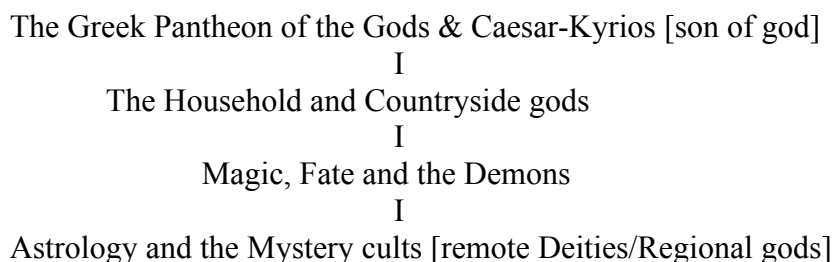 The Greek Pantheon of the Gods & Caesar-Kyrios [son of god]
I
The Household and Countryside gods
I
Magic, Fate and the Demons
I
Astrology and the Mystery cults [remote Deities/Regional gods]